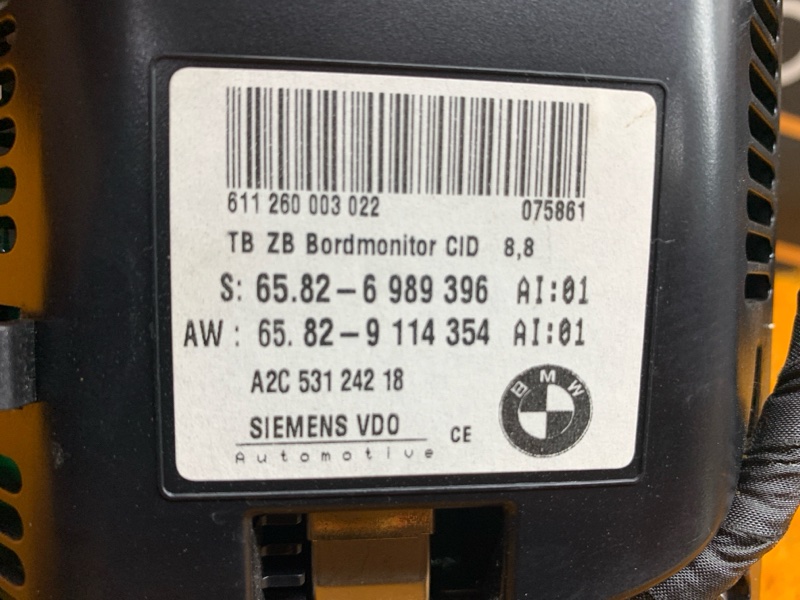 611 260 003 022 075861
TB ZB Bordmonitor CID 8,8
S: 65.82-6 989 396 AI:01
AW: 65.82-9 114 354 AI:01
A2C 531 242 18
BMW
SIEMENS VDO CE
Automotive